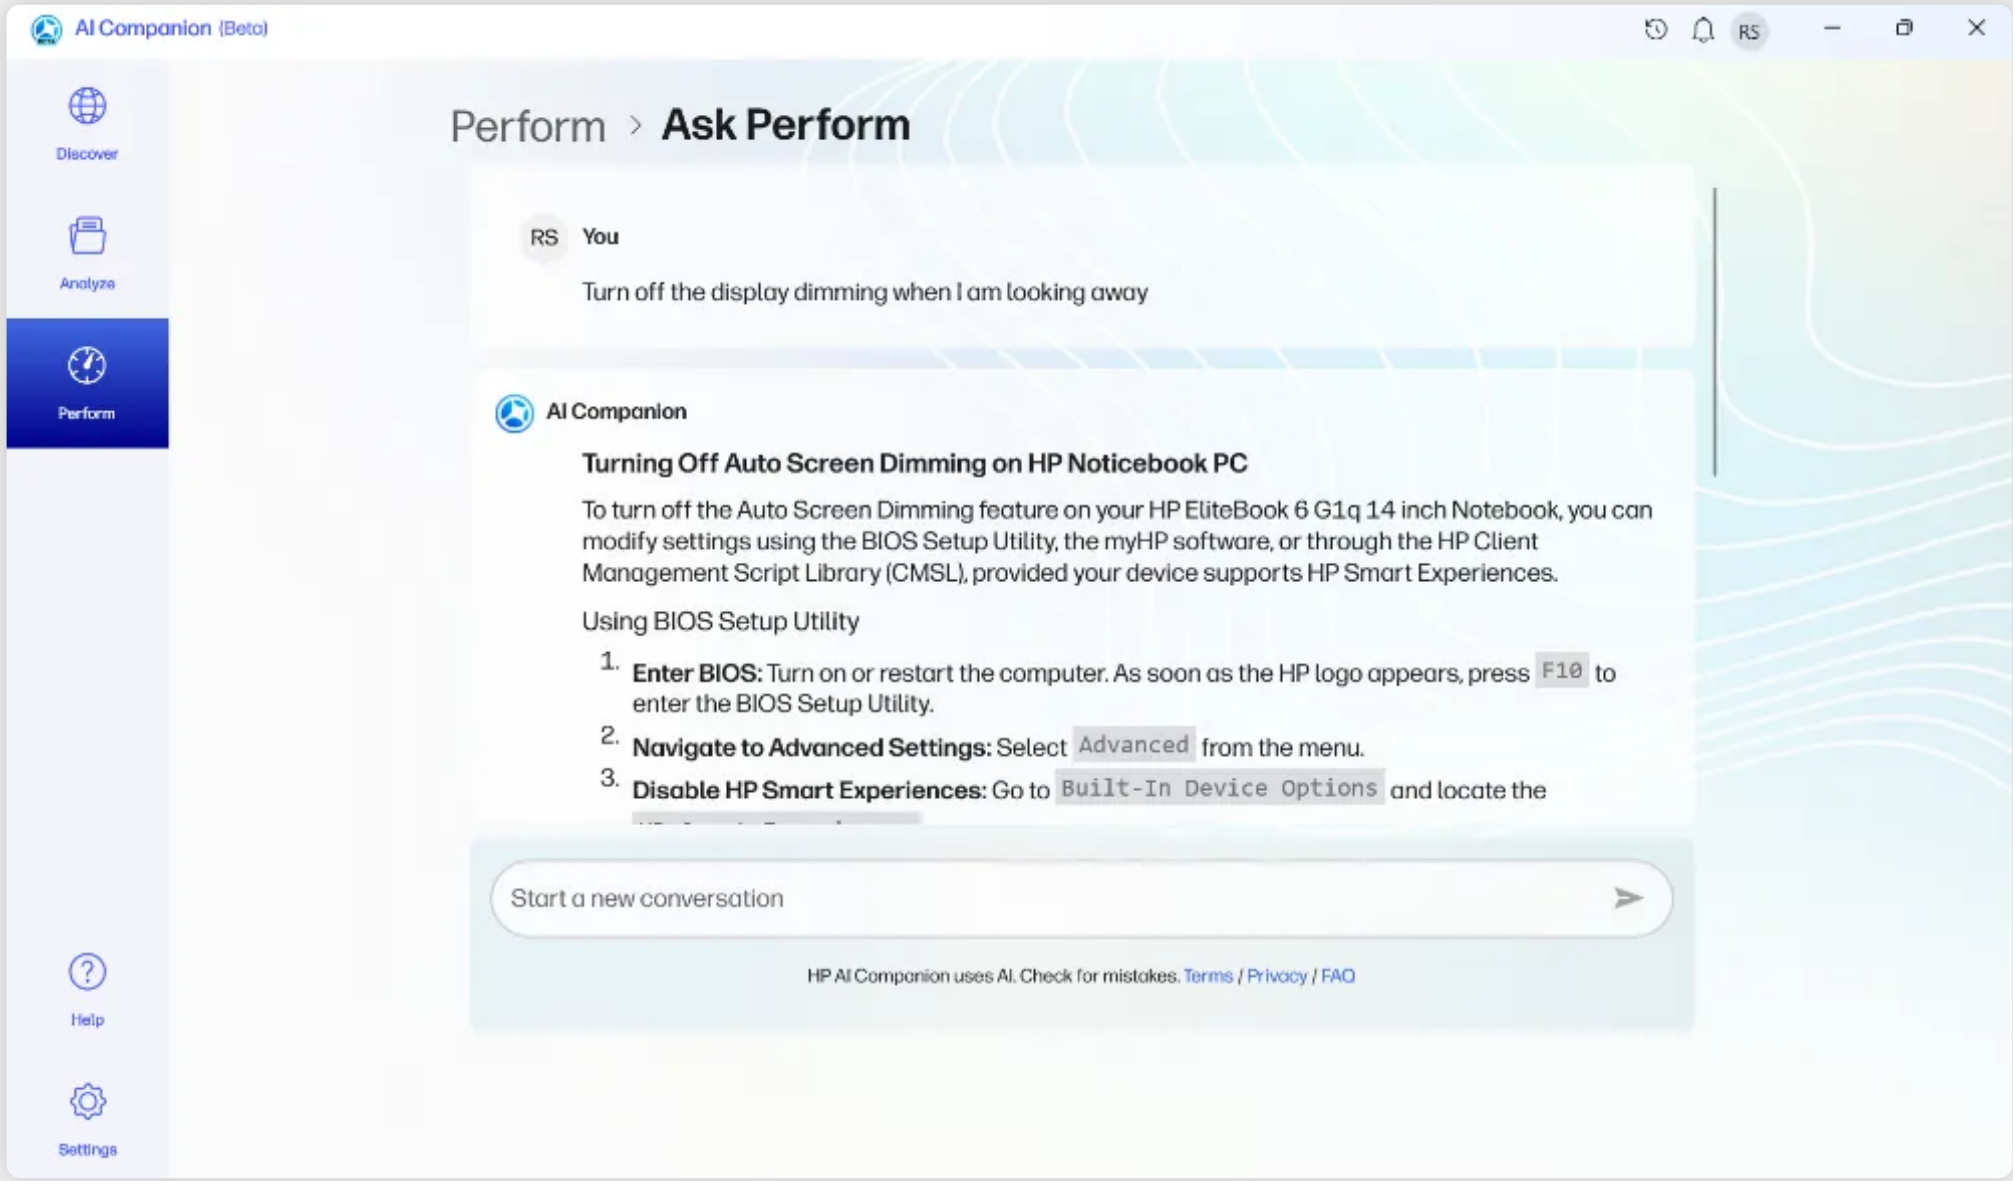 AI Companion (Beta)
RS
Discover
Analyze
Perform
Help
Settings
Perform > Ask Perform
RS You
Turn off the display dimming when I am looking away
AI Companion
Turning Off Auto Screen Dimming on HP Noticebook PC
To turn off the Auto Screen Dimming feature on your HP EliteBook 6 G1q 14 inch Notebook, you can
modify settings using the BIOS Setup Utility, the myHP software, or through the HP Client
Management Script Library (CMSL), provided your device supports HP Smart Experiences.
Using BIOS Setup Utility
1. Enter BIOS: Turn on or restart the computer. As soon as the HP logo appears, press F10 to
enter the BIOS Setup Utility.
2. Navigate to Advanced Settings: Select Advanced from the menu.
3. Disable HP Smart Experiences: Go to Built-In Device Options and locate the
Start a new conversation
HP AI Companion uses AI. Check for mistakes. Terms / Privacy / FAQ